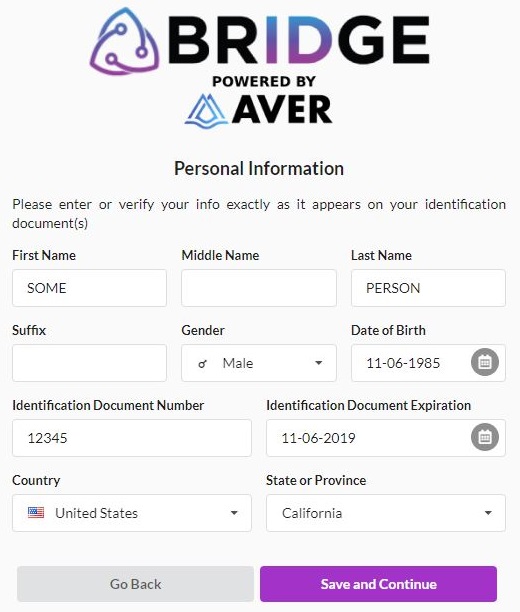 BRIDGE
POWERED BY
AVER
Personal Information
Please enter or verify your info exactly as it appears on your identification
document(s)
First Name Middle Name Last Name
SOME PERSON
Suffix Gender Date of Birth
Male 11-06-1985
Identification Document Number Identification Document Expiration
12345 11-06-2019
Country State or Province
United States California
Go Back Save and Continue